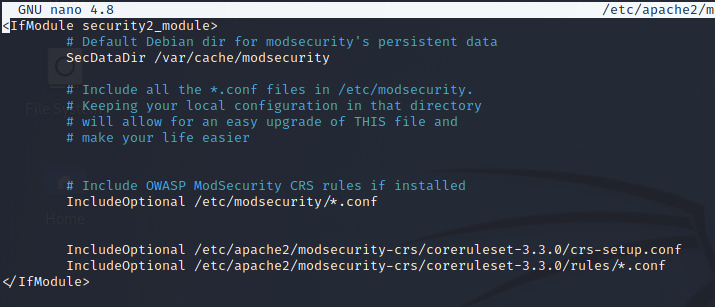 GNU nano 4.8 /etc/apache2/m
<IfModule security2_module>
# Default Debian dir for modsecurity's persistent data
SecDataDir /var/cache/modsecurity
# Include all the *.conf files in /etc/modsecurity.
# Keeping your local configuration in that directory
# will allow for an easy upgrade of THIS file and
# make your life easier
# Include OWASP ModSecurity CRS rules if installed
IncludeOptional /etc/modsecurity/*.conf
Home
IncludeOptional /etc/apache2/modsecurity-crs/coreruleset-3.3.0/crs-setup.conf
IncludeOptional /etc/apache2/modsecurity-crs/coreruleset-3.3.0/rules/*.conf
</IfModule>